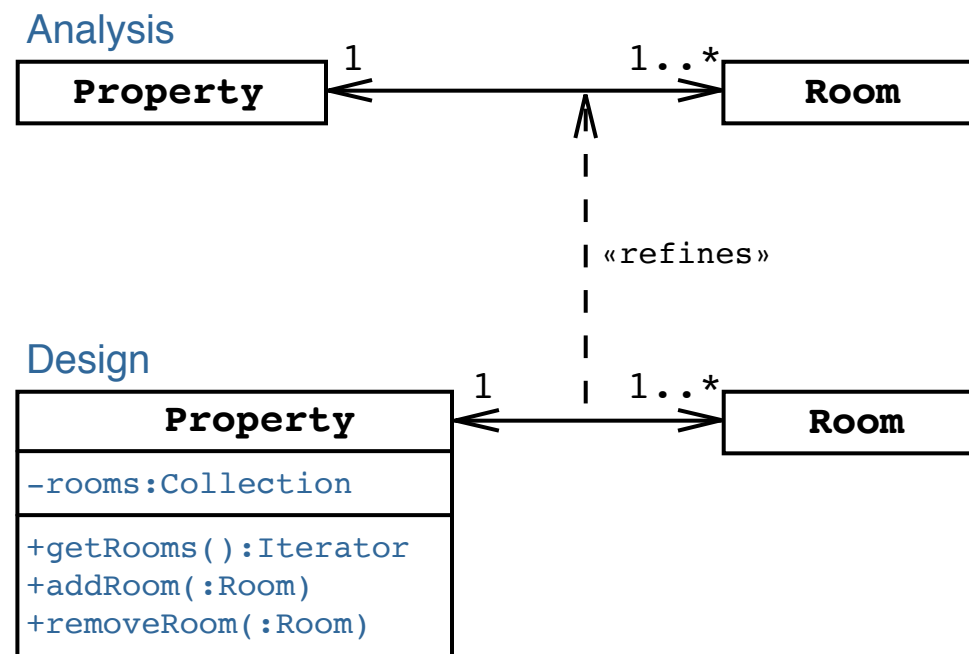 Analysis
1 1..*
Property Room
«refines»
Design
1 1..*
Property Room
-rooms:Collection
+getRooms():Iterator
+addRoom(:Room)
+removeRoom(:Room)